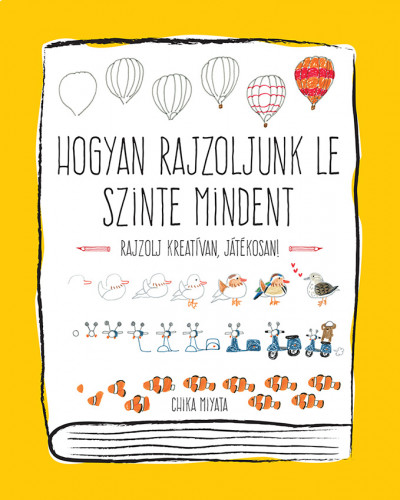 HOGYAN RAJZOLJUNK LE
SZINTE MINDENT
RAJZOLJ KREATÍVAN, JÁTÉKOSAN!
CHIKA MIYATA